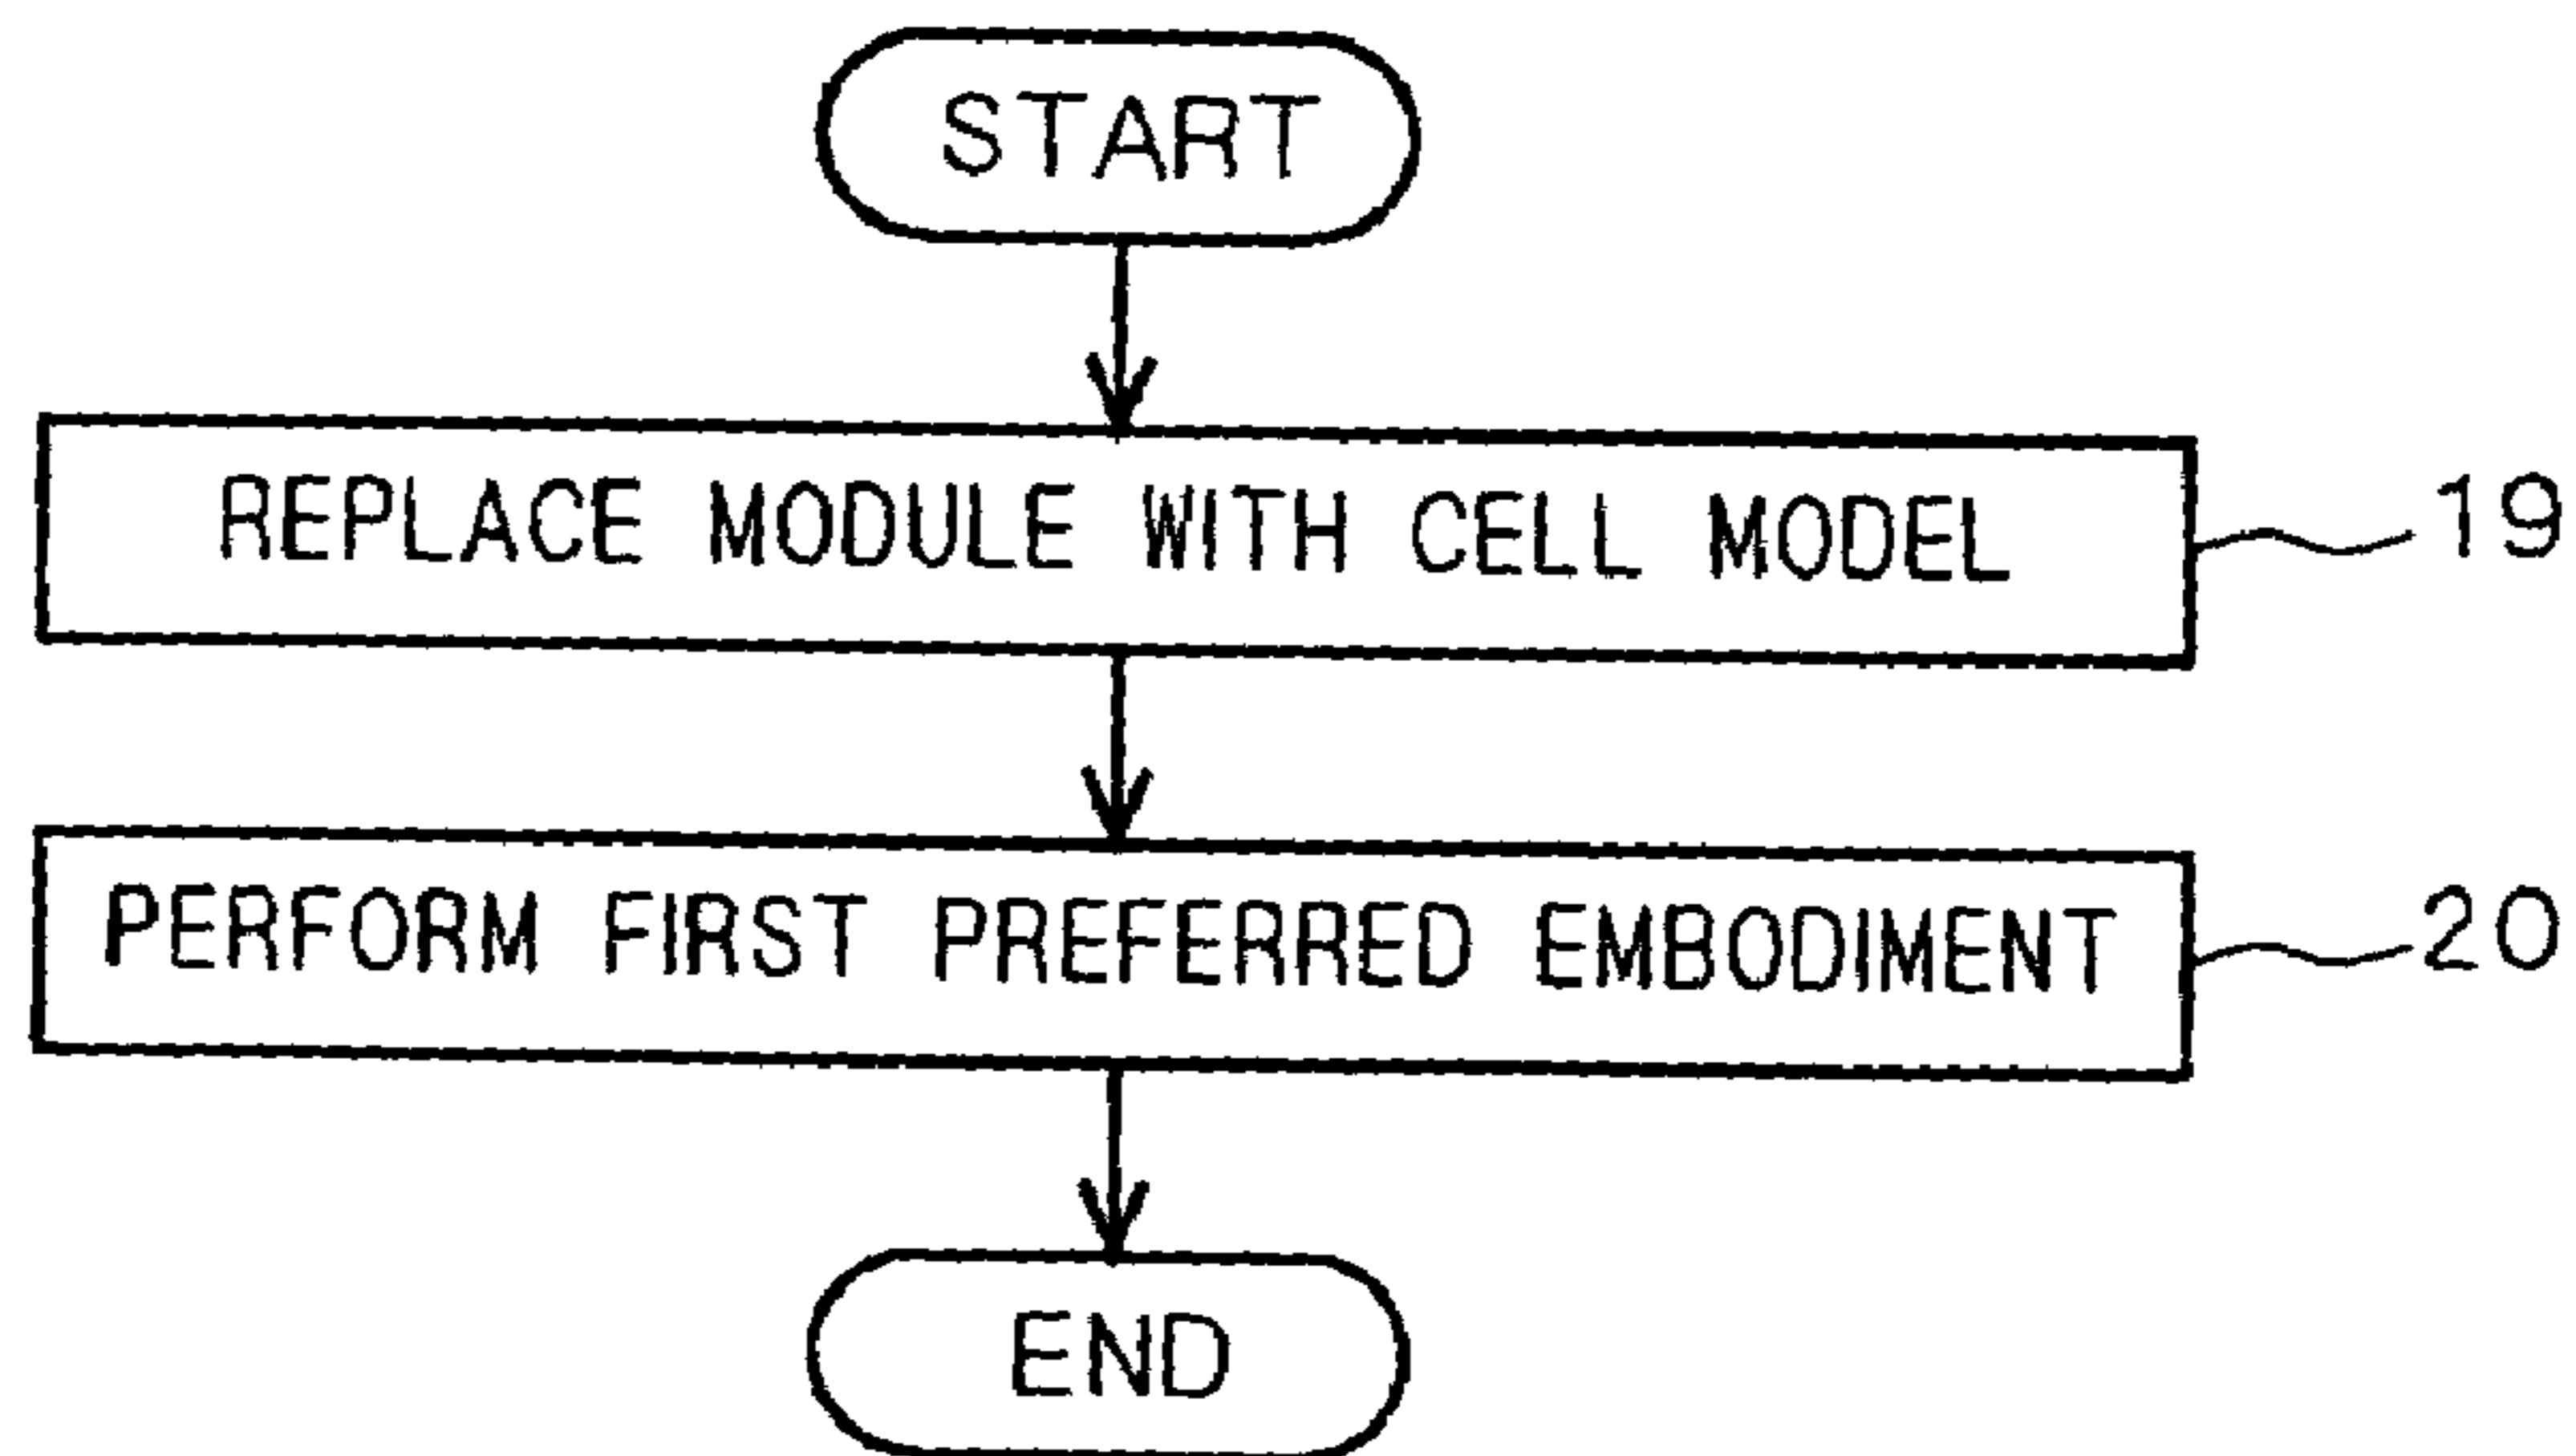 START
REPLACE MODULE WITH CELL MODEL
19
PERFORM FIRST PREFERRED EMBODIMENT
20
END